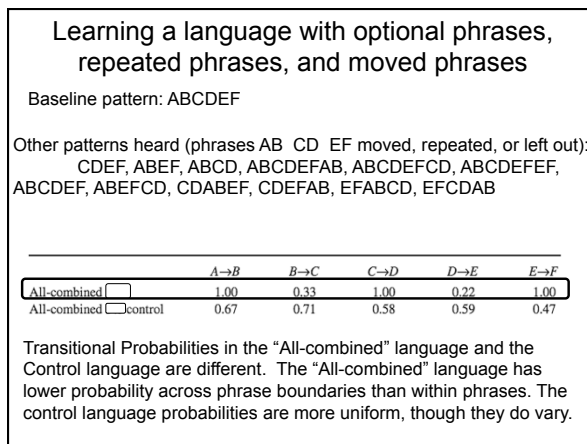 Learning a language with optional phrases,
repeated phrases, and moved phrases
Baseline pattern: ABCDEF
Other patterns heard (phrases AB CD EF moved, repeated, or left out):
CDEF, ABEF, ABCD, ABCDEFAB, ABCDEFCD, ABCDEFEF,
ABCDEF, ABEFCD, CDABEF, CDEFAB, EFABCD, EFCDAB
A→B B→C C→D D→E E→F
All-combined 1.00 0.33 1.00 0.22 1.00
All-combined control 0.67 0.71 0.58 0.59 0.47
Transitional Probabilities in the “All-combined” language and the
Control language are different. The “All-combined” language has
lower probability across phrase boundaries than within phrases. The
control language probabilities are more uniform, though they do vary.